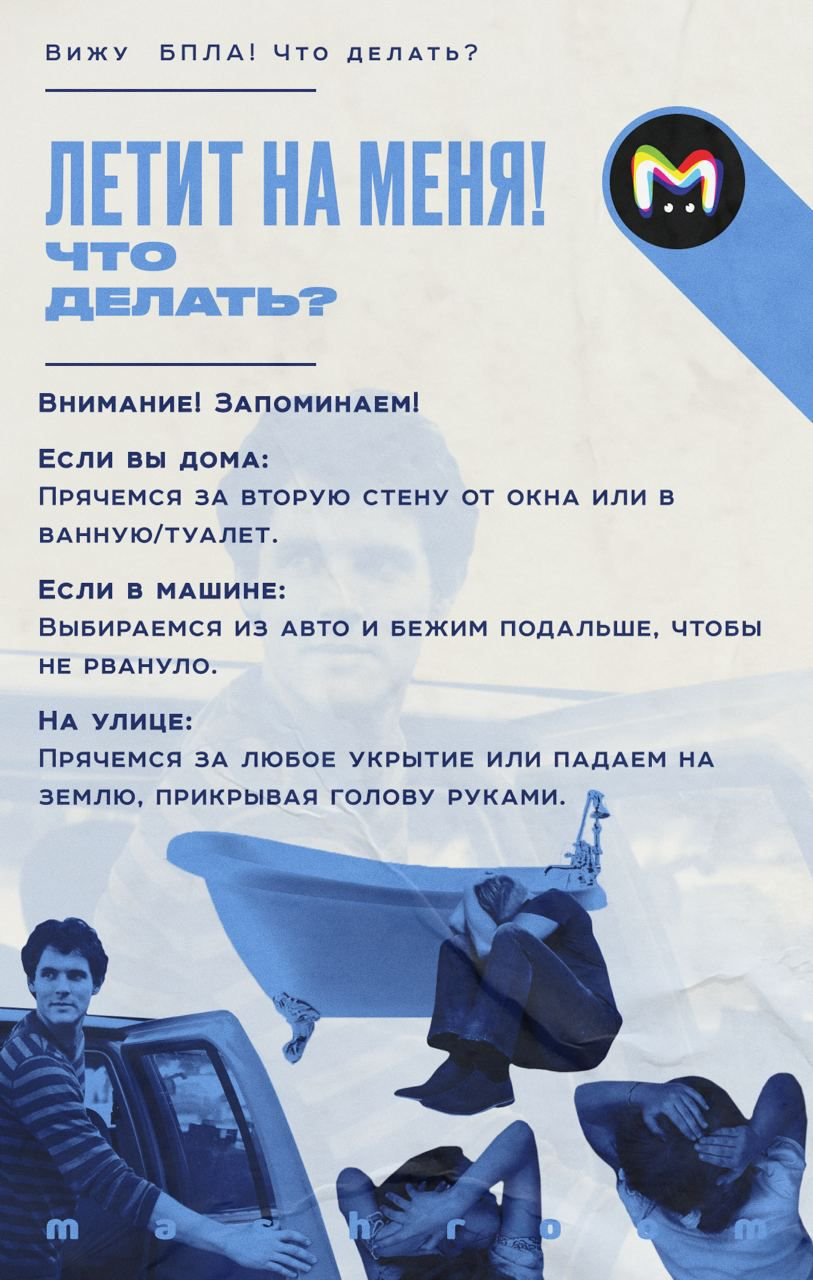 Вижу БПЛА! Что делать?
ЛЕТИТ НА МЕНЯ!
ЧТО
ДЕЛАТЬ?
Внимание! Запоминаем!
Если вы дома:
Прячемся за вторую стену от окна или в
ванную/туалет.
Если в машине:
Выбираемся из авто и бежим подальше, чтобы
не рвануло.
На улице:
Прячемся за любое укрытие или падаем на
землю, прикрывая голову руками.
mashroom